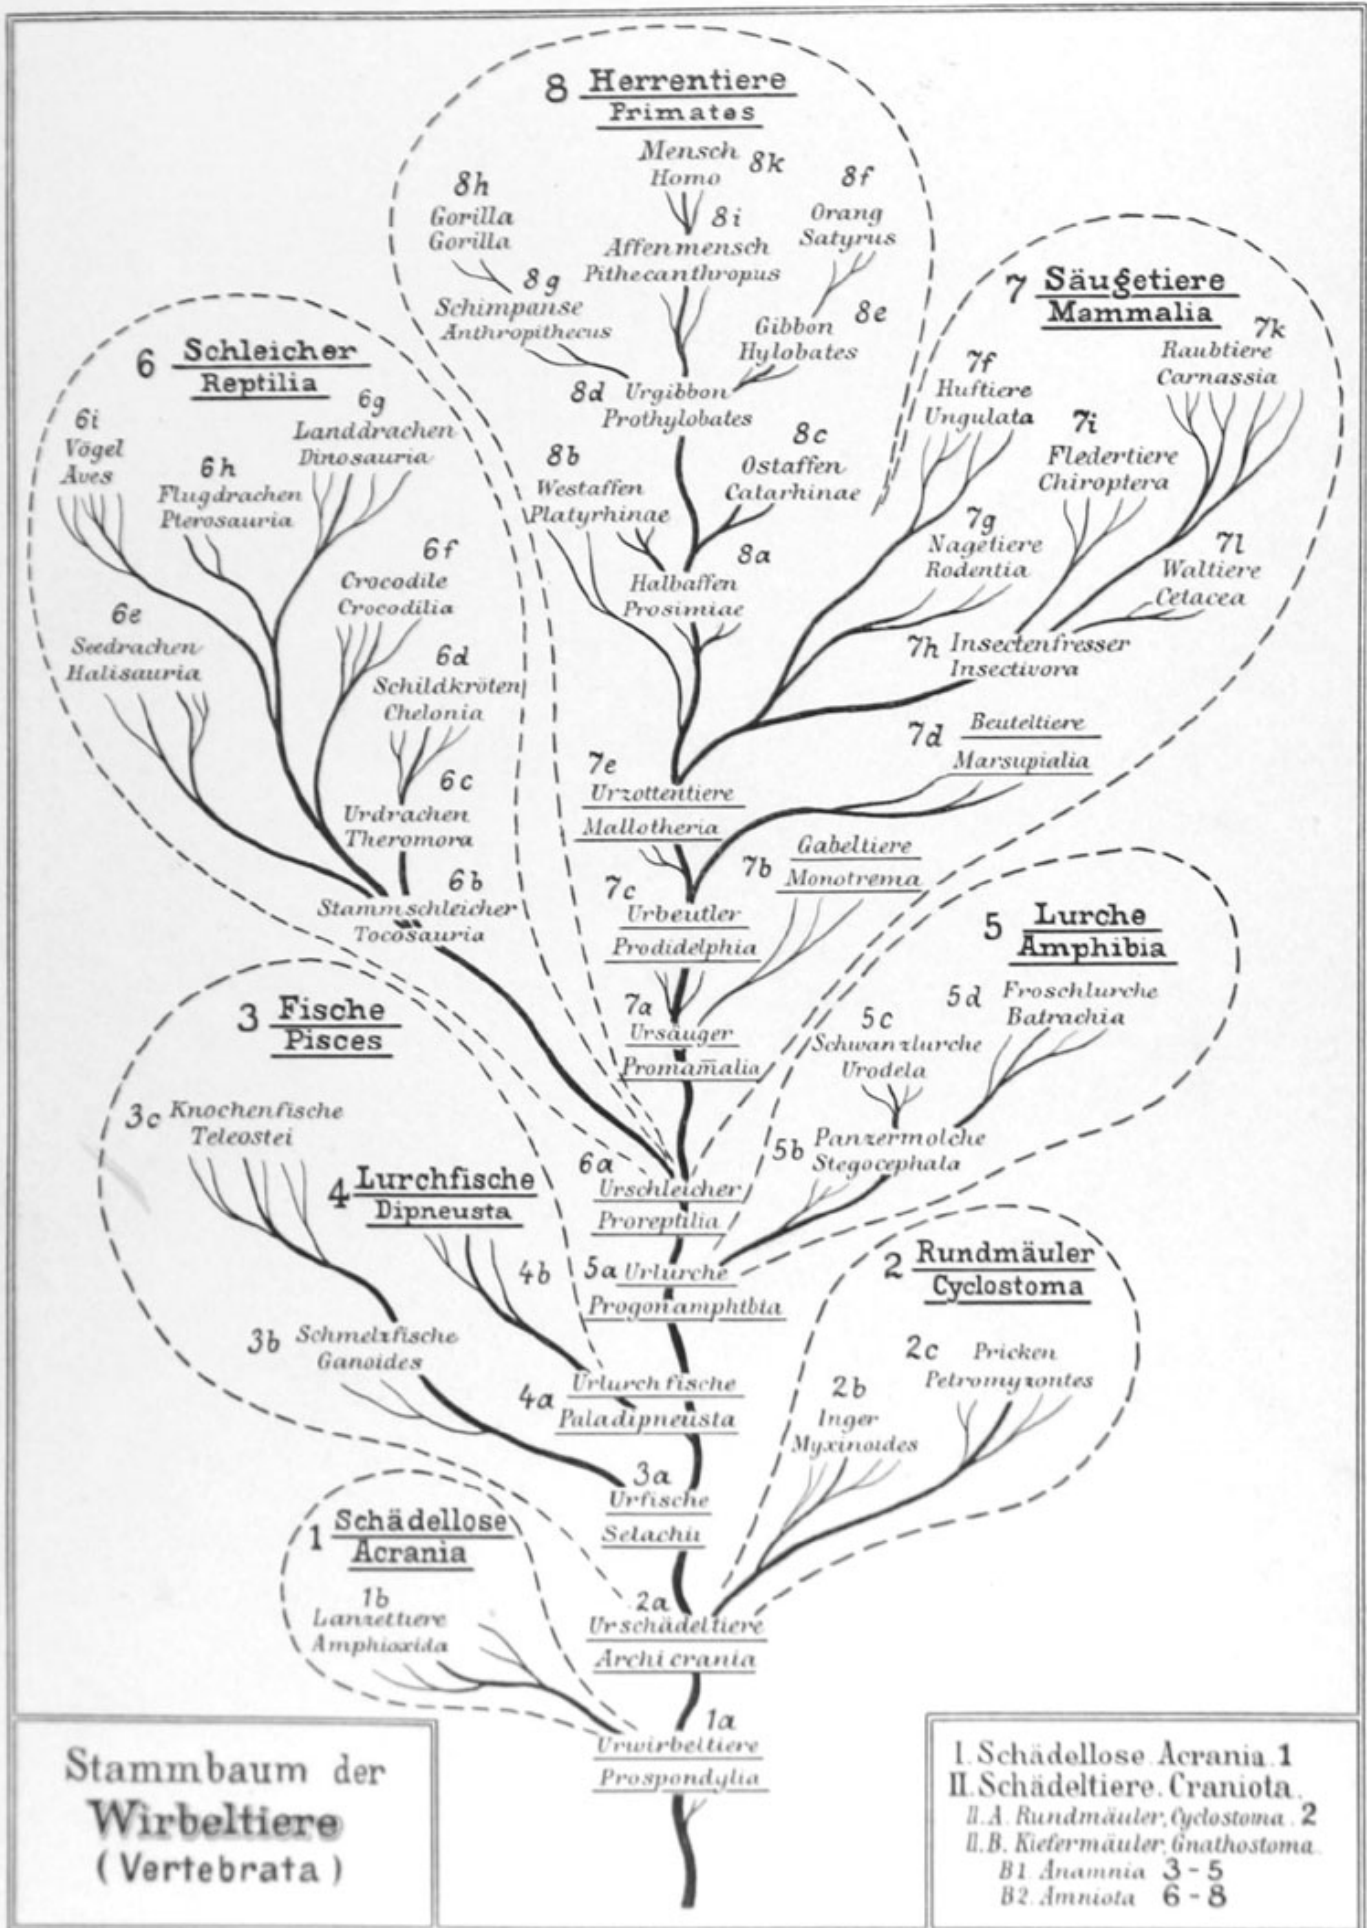 8 Herrentiere
Primates
Mensch 8k
Homo
8h
Gorilla
Gorilla
8f
Orang
Satyrus
8i
Affenmensch
Pithecanthropus
8g
Schimpanse
Anthropithecus
Gibbon 8e
Hylobates
8d Urgibbon
Prothylobates
8b
Westaffen
Platyrhinae
8c
Ostaffen
Catarhinae
8a
Halbaffen
Prosimiae
7 Säugetiere
Mammalia
7k
Raubtiere
Carnassia
7f
Huftiere
Ungulata
7i
Fledertiere
Chiroptera
7g
Nagetiere
Rodentia
7l
Waltiere
Cetacea
7h Insectenfresser
Insectivora
7d Beuteltiere
Marsupialia
7e
Urzottentiere
Mallotheria
7b Gabeltiere
Monotrema
7c
Urbeutler
Prodidelphia
7a
Ursäuger
Promam̅alia
6 Schleicher
Reptilia
6i
Vögel
Aves
6g
Landdrachen
Dinosauria
6h
Flugdrachen
Pterosauria
6f
Crocodile
Crocodilia
6e
Seedrachen
Halisauria
6d
Schildkröten
Chelonia
6c
Urdrachen
Theromora
6b
Stammschleicher
Tocosauria
6a
Urschleicher
Proreptilia
5 Lurche
Amphibia
5d Froschlurche
Batrachia
5c
Schwanzlurche
Urodela
5b Panzermolche
Stegocephala
5a Urlurche
Progonamphibia
3 Fische
Pisces
3c Knochenfische
Teleostei
4 Lurchfische
Dipneusta
4b
3b Schmelzfische
Ganoides
4a Urlurchfische
Paladipneusta
3a
Urfische
Selachii
2 Rundmäuler
Cyclostoma
2c Pricken
Petromyzontes
2b
Inger
Myxinoides
2a
Urschädeltiere
Archicrania
1 Schädellose
Acrania
1b
Lanzettiere
Amphioxida
1a
Urwirbeltiere
Prospondylia
Stammbaum der
Wirbeltiere
(Vertebrata)
I. Schädellose. Acrania. 1
II. Schädeltiere. Craniota.
II. A. Rundmäuler, Cyclostoma. 2
II. B. Kiefermäuler, Gnathostoma.
B1. Anamnia 3-5
B2. Amniota 6-8